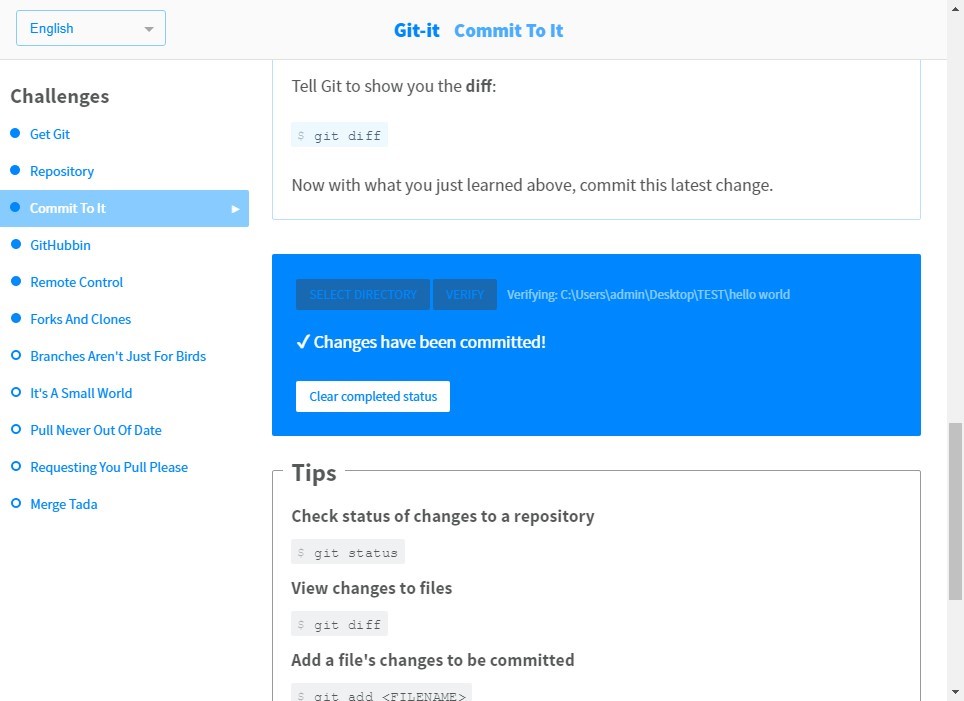 English
Git-it Commit To It
Challenges
Get Git
Repository
Commit To It
GitHubbin
Remote Control
Forks And Clones
Branches Aren't Just For Birds
It's A Small World
Pull Never Out Of Date
Requesting You Pull Please
Merge Tada
Tell Git to show you the diff:
$ git diff
Now with what you just learned above, commit this latest change.
SELECT DIRECTORY VERIFY Verifying: C:\Users\admin\Desktop\TEST\hello world
✓ Changes have been committed!
Clear completed status
Tips
Check status of changes to a repository
$ git status
View changes to files
$ git diff
Add a file's changes to be committed
$ git add <FILENAME>